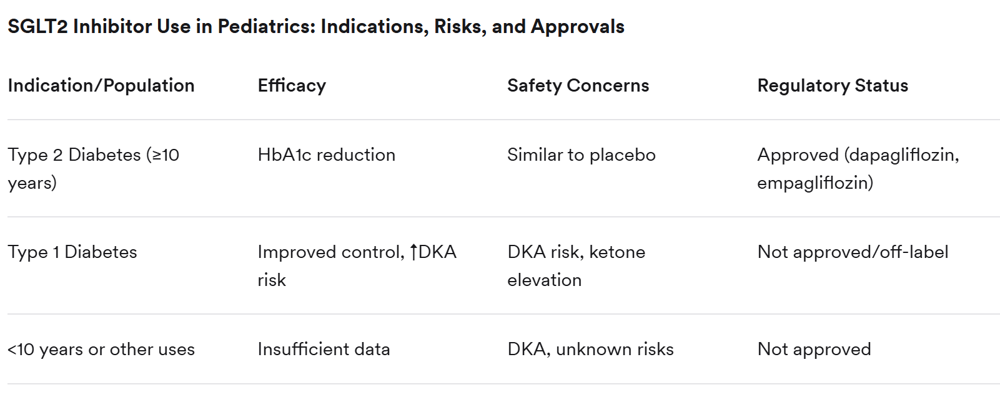 SGLT2 Inhibitor Use in Pediatrics: Indications, Risks, and Approvals
Indication/Population Efficacy Safety Concerns Regulatory Status
Type 2 Diabetes (≥10 years) HbA1c reduction Similar to placebo Approved (dapagliflozin, empagliflozin)
Type 1 Diabetes Improved control, ↑DKA risk DKA risk, ketone elevation Not approved/off-label
<10 years or other uses Insufficient data DKA, unknown risks Not approved